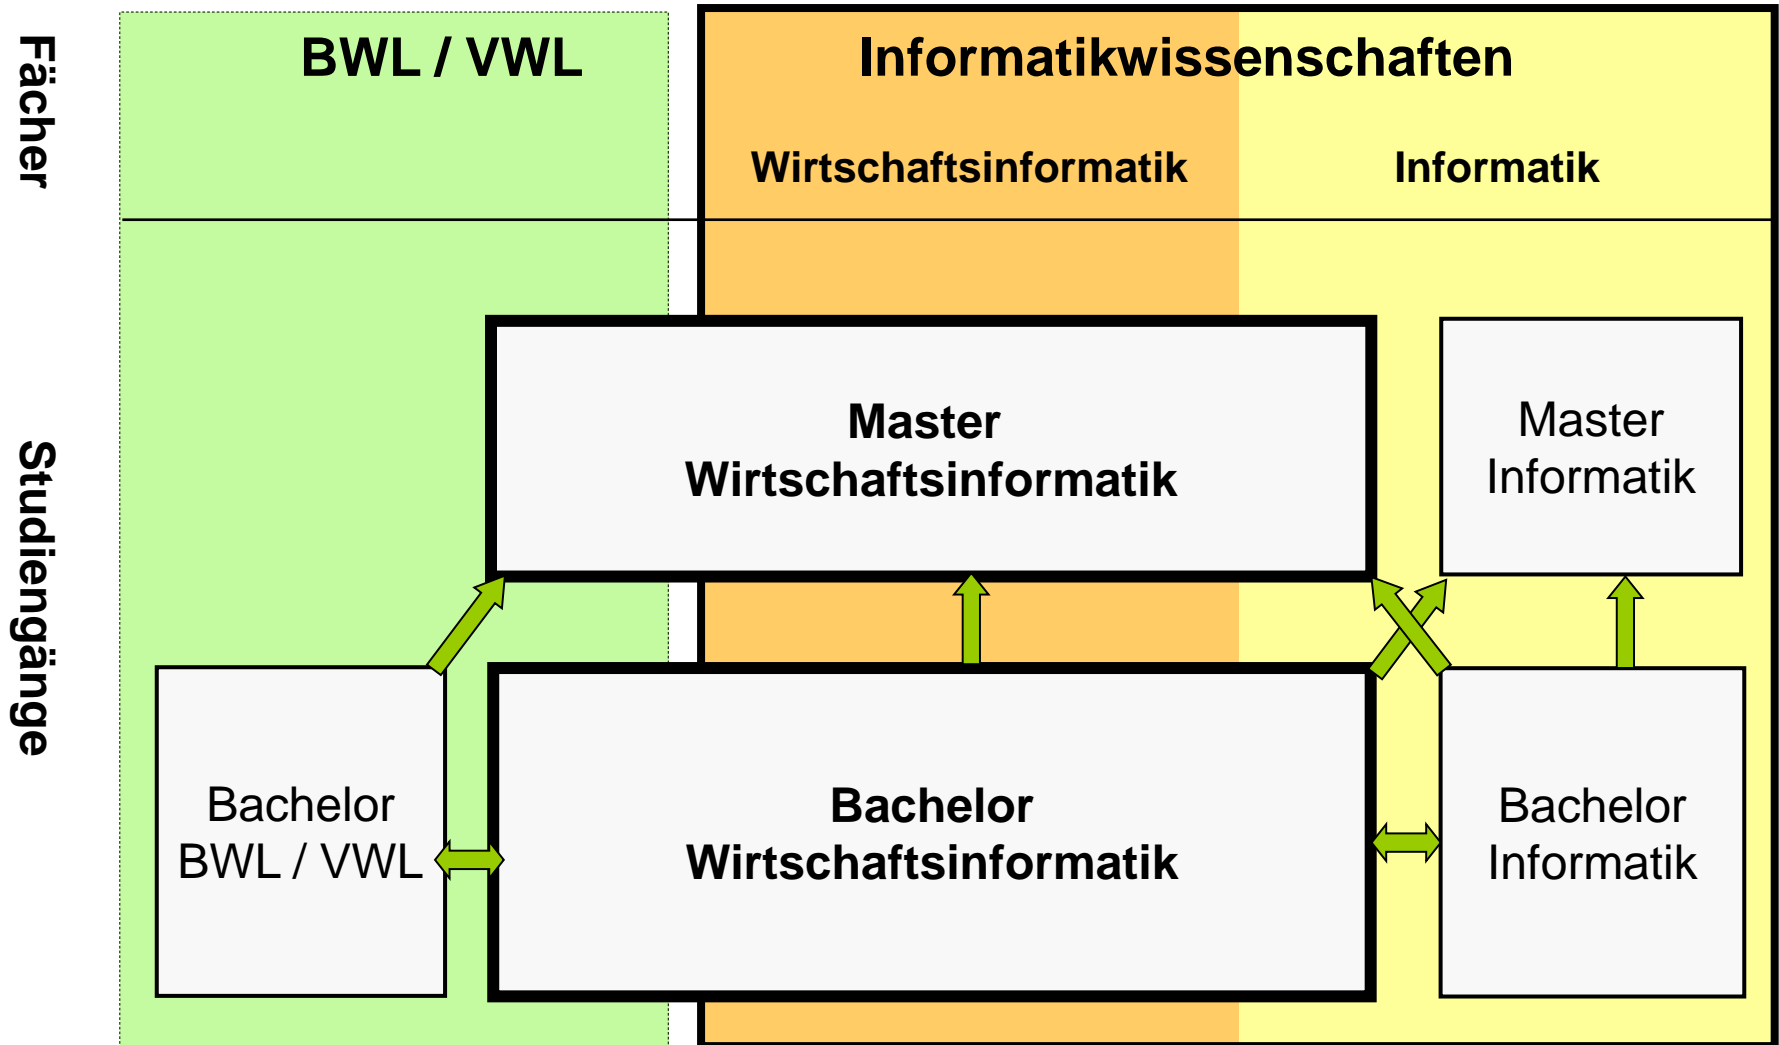 Fächer
BWL / VWL
Informatikwissenschaften
Wirtschaftsinformatik
Informatik
Studiengänge
Master
Wirtschaftsinformatik
Master
Informatik
Bachelor
BWL / VWL
Bachelor
Wirtschaftsinformatik
Bachelor
Informatik